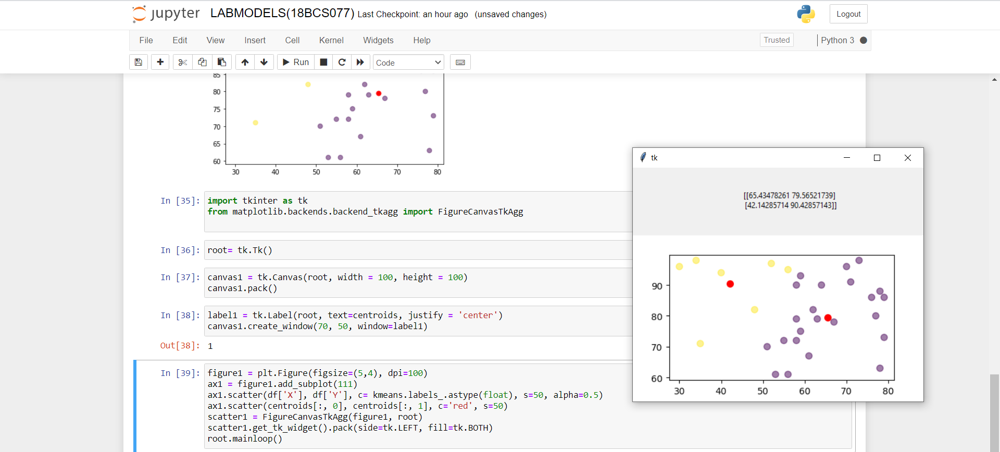 jupyter LABMODELS(18BCS077) Last Checkpoint: an hour ago (unsaved changes) Logout
File Edit View Insert Cell Kernel Widgets Help Trusted Python 3
Run Code
85
80
75
70
65
60
30 40 50 60 70 80
In [35]: import tkinter as tk
from matplotlib.backends.backend_tkagg import FigureCanvasTkAgg
In [36]: root= tk.Tk()
In [37]: canvas1 = tk.Canvas(root, width = 100, height = 100)
canvas1.pack()
In [38]: label1 = tk.Label(root, text=centroids, justify = 'center')
canvas1.create_window(70, 50, window=label1)
Out[38]: 1
In [39]: figure1 = plt.Figure(figsize=(5,4), dpi=100)
ax1 = figure1.add_subplot(111)
ax1.scatter(df['X'], df['Y'], c= kmeans.labels_.astype(float), s=50, alpha=0.5)
ax1.scatter(centroids[:, 0], centroids[:, 1], c='red', s=50)
scatter1 = FigureCanvasTkAgg(figure1, root)
scatter1.get_tk_widget().pack(side=tk.LEFT, fill=tk.BOTH)
root.mainloop()
tk
[[65.43478261 79.56521739]
[42.14285714 90.42857143]]
90
80
70
60
30 40 50 60 70 80